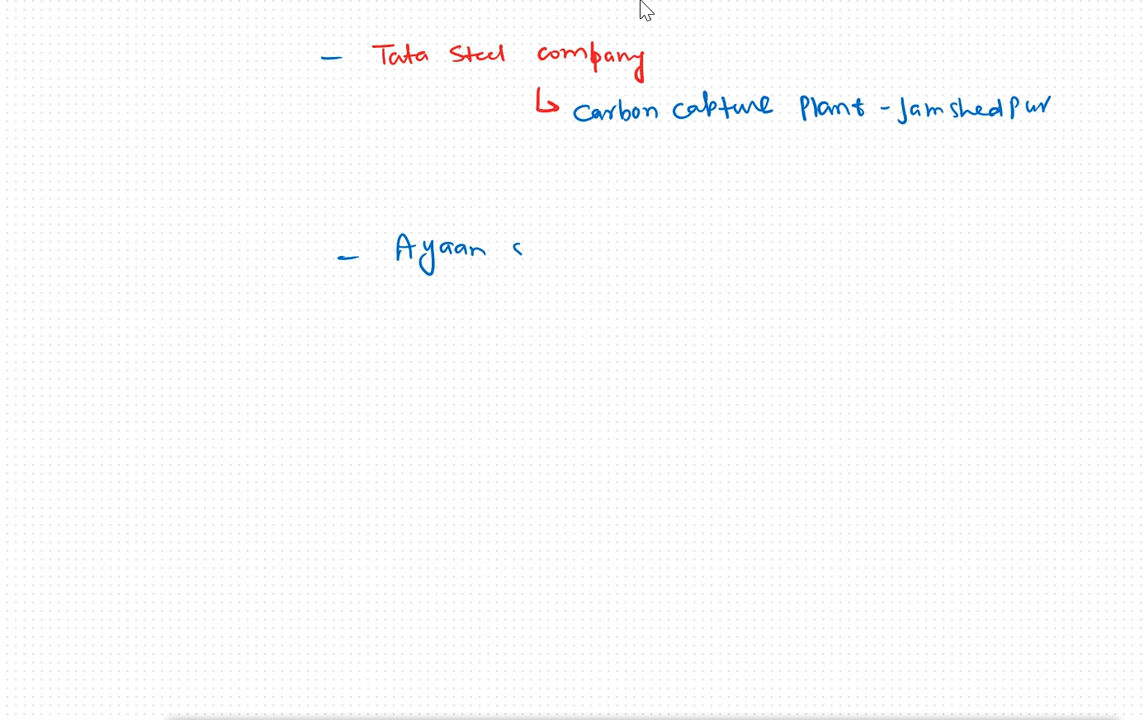 - Tata Steel company
↳ Carbon capture Plant - Jamshedpur
- Ayaan